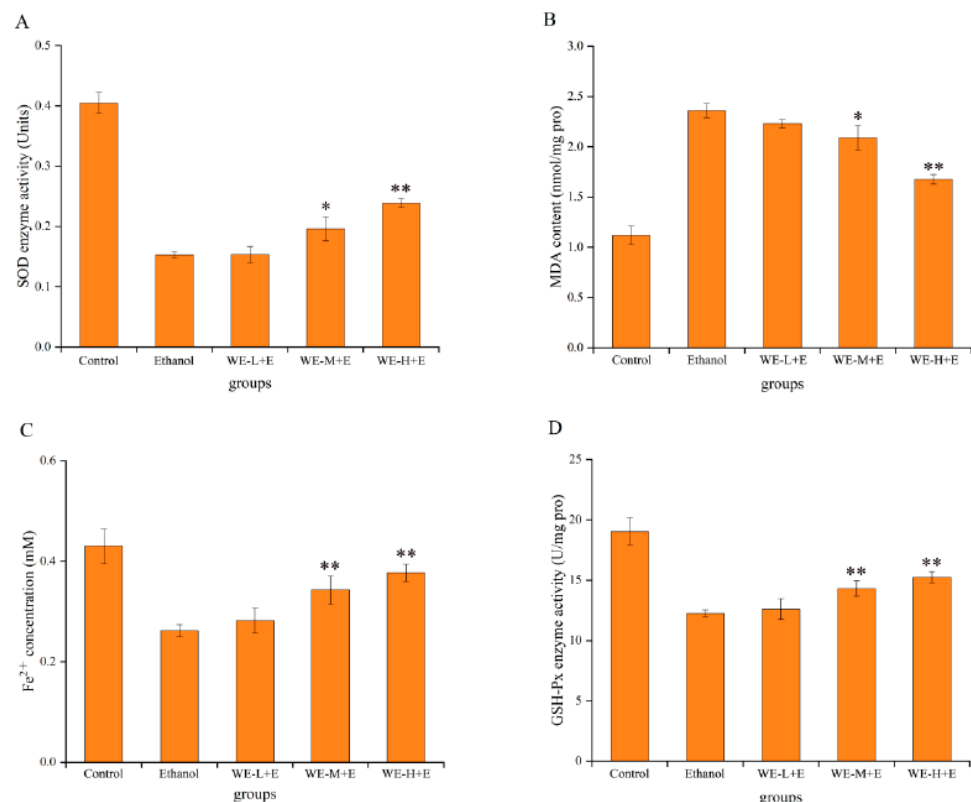 A
SOD enzyme activity (Units)
0.5
0.4
0.3
0.2
0.1
0.0
*
**
Control Ethanol WE-L+E WE-M+E WE-H+E
groups
B
MDA content (nmol/mg pro)
3.0
2.5
2.0
1.5
1.0
0.5
0.0
*
**
Control Ethanol WE-L+E WE-M+E WE-H+E
groups
C
Fe²⁺ concentration (mM)
0.6
0.4
0.2
0.0
**
**
Control Ethanol WE-L+E WE-M+E WE-H+E
groups
D
GSH-Px enzyme activity (U/mg pro)
25
20
15
10
5
0
**
**
Control Ethanol WE-L+E WE-M+E WE-H+E
groups